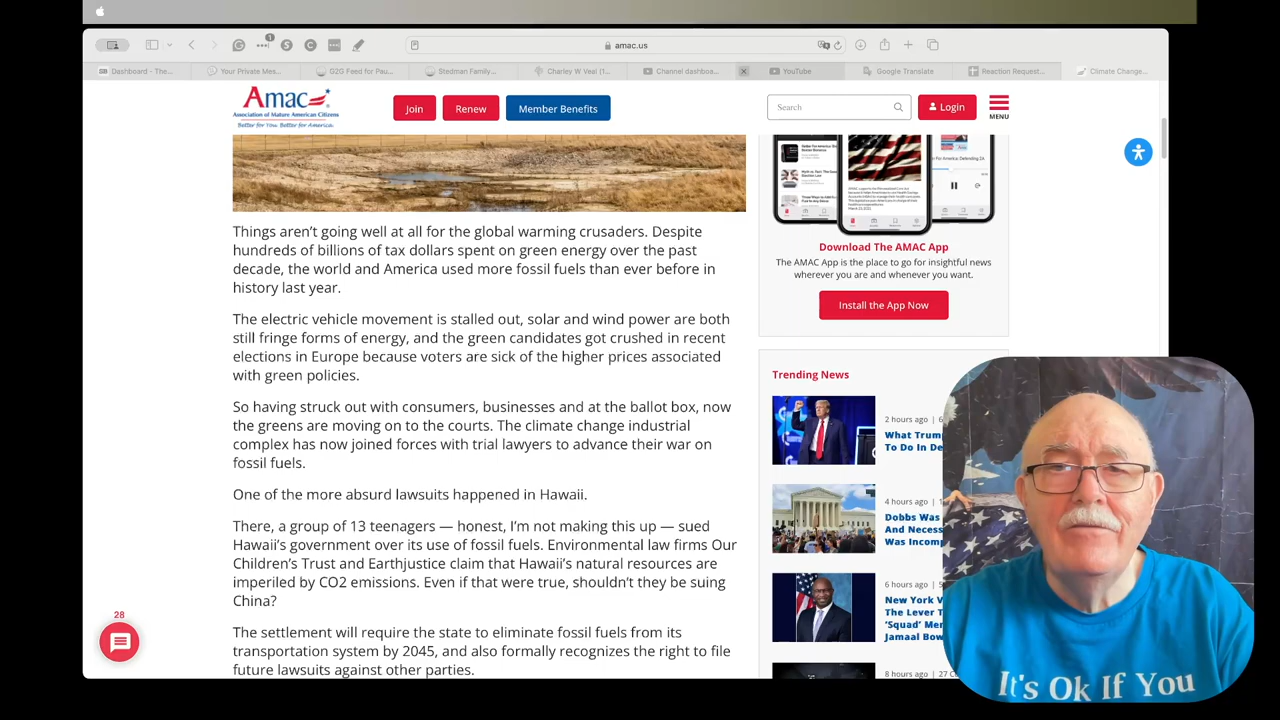 amac.us
Dashboard - The...
Your Private Mes...
G2G Feed for Pau...
Stedman Family...
Charley W Veal (1...
Channel dashboa...
YouTube
Google Translate
Reaction Request...
Climate Change...
Amac
Association of Mature American Citizens
Better for You. Better for America.
Join
Renew
Member Benefits
Search
Login
MENU
Things aren't going well at all for the global warming crusaders. Despite
hundreds of billions of tax dollars spent on green energy over the past
decade, the world and America used more fossil fuels than ever before in
history last year.
The electric vehicle movement is stalled out, solar and wind power are both
still fringe forms of energy, and the green candidates got crushed in recent
elections in Europe because voters are sick of the higher prices associated
with green policies.
So having struck out with consumers, businesses and at the ballot box, now
the greens are moving on to the courts. The climate change industrial
complex has now joined forces with trial lawyers to advance their war on
fossil fuels.
One of the more absurd lawsuits happened in Hawaii.
There, a group of 13 teenagers — honest, I'm not making this up — sued
Hawaii's government over its use of fossil fuels. Environmental law firms Our
Children's Trust and Earthjustice claim that Hawaii's natural resources are
imperiled by CO2 emissions. Even if that were true, shouldn't they be suing
China?
The settlement will require the state to eliminate fossil fuels from its
transportation system by 2045, and also formally recognizes the right to file
future lawsuits against other parties.
28
Download The AMAC App
The AMAC App is the place to go for insightful news
wherever you are and whenever you want.
Install the App Now
Trending News
2 hours ago | 6
What Trum
To Do In De
4 hours ago | 1
Dobbs Was
And Neces
Was Incomp
6 hours ago | 5
New York V
The Lever T
'Squad' Mem
Jamaal Bow
8 hours ago | 27 C
It's Ok If You